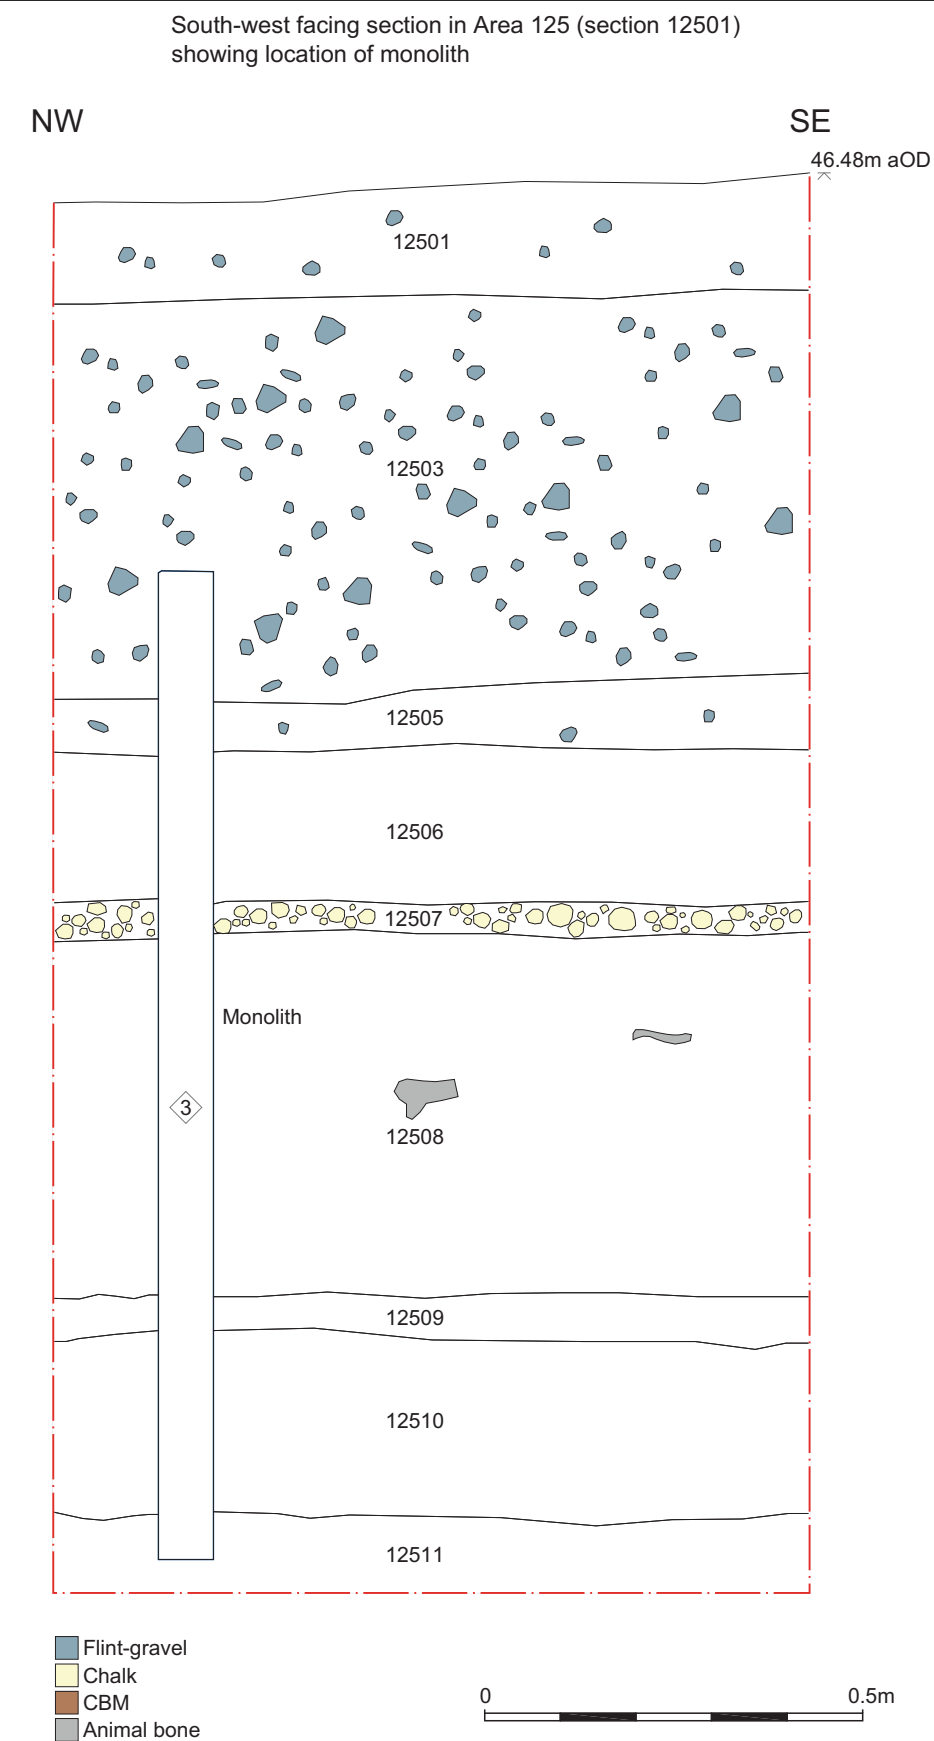 South-west facing section in Area 125 (section 12501)
showing location of monolith
NW
SE
46.48m aOD
12501
12503
12505
12506
12507
Monolith
3
12508
12509
12510
12511
Flint-gravel
Chalk
CBM
Animal bone
0
0.5m